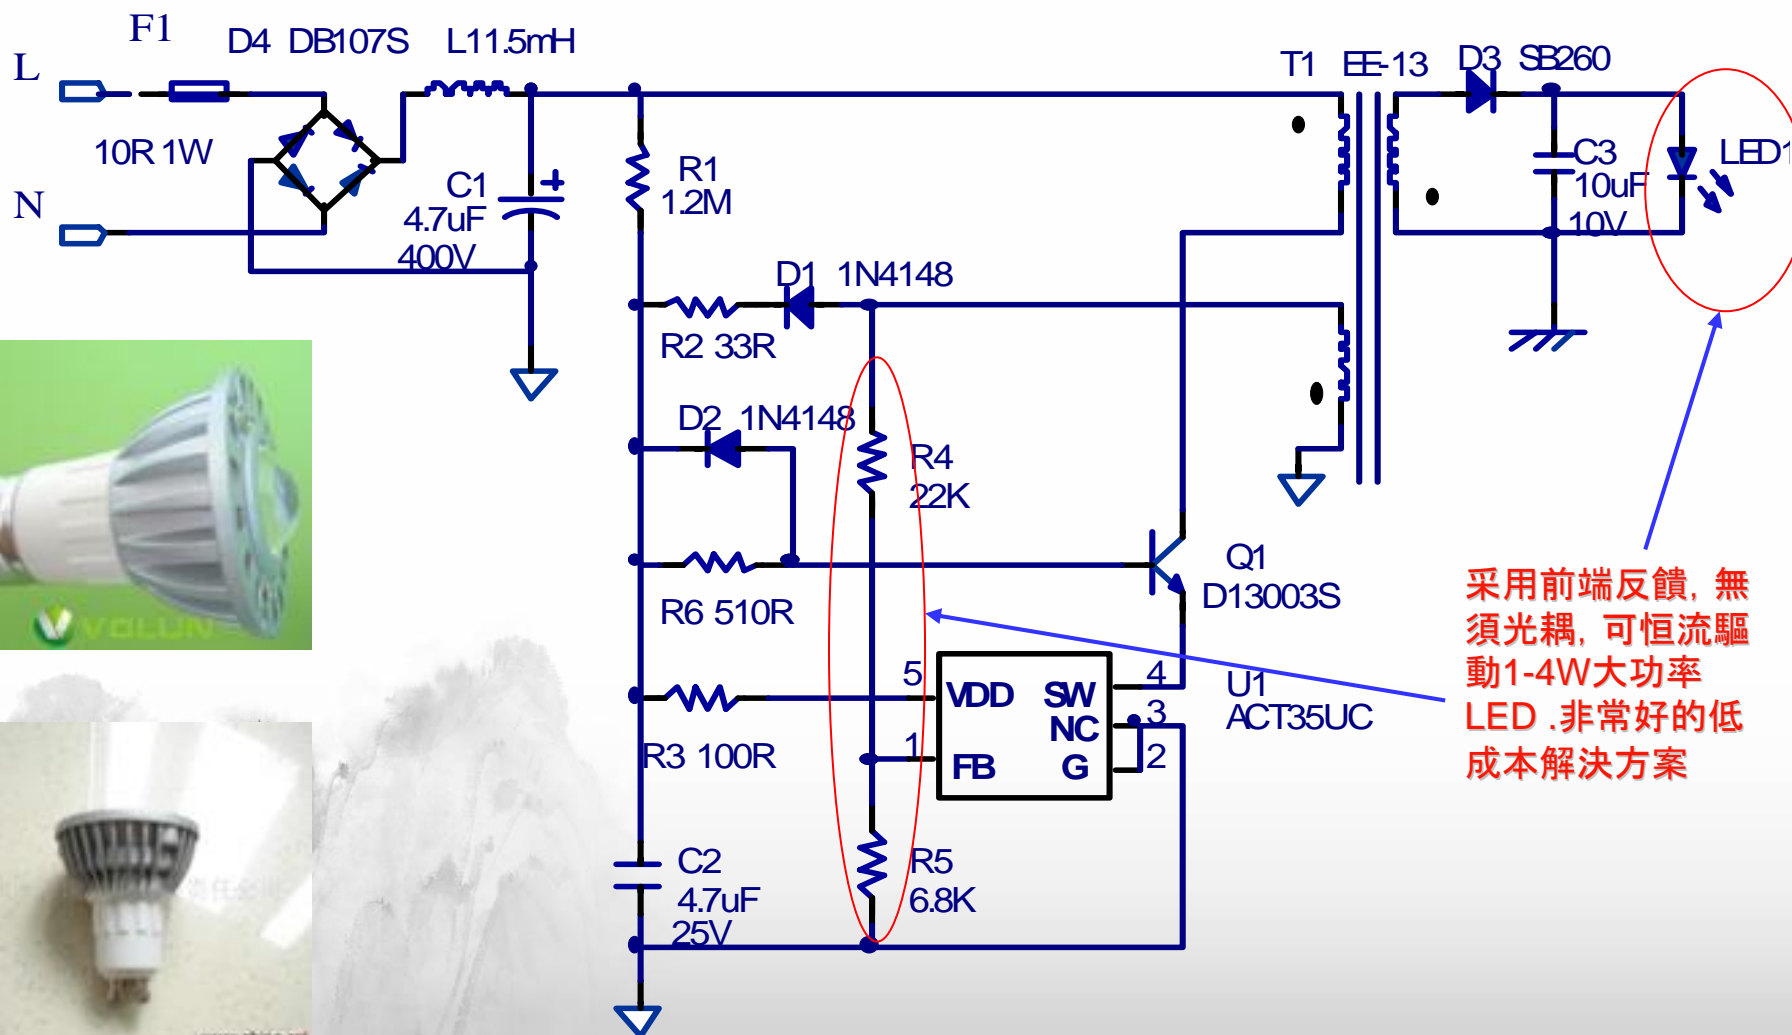 F1
D4 DB107S
L11.5mH
L
10R 1W
N
C1
4.7uF
400V
R1
1.2M
T1 EE-13
D3 SB260
C3
10uF
10V
LED1
D1 1N4148
R2 33R
D2 1N4148
R4
22K
R6 510R
Q1
D13003S
R3 100R
5
VDD
SW
4
NC
3
1
FB
G
2
U1
ACT35UC
C2
4.7uF
25V
R5
6.8K
采用前端反饋, 無
須光耦, 可恒流驅
動1-4W大功率
LED .非常好的低
成本解決方案
VOLUN